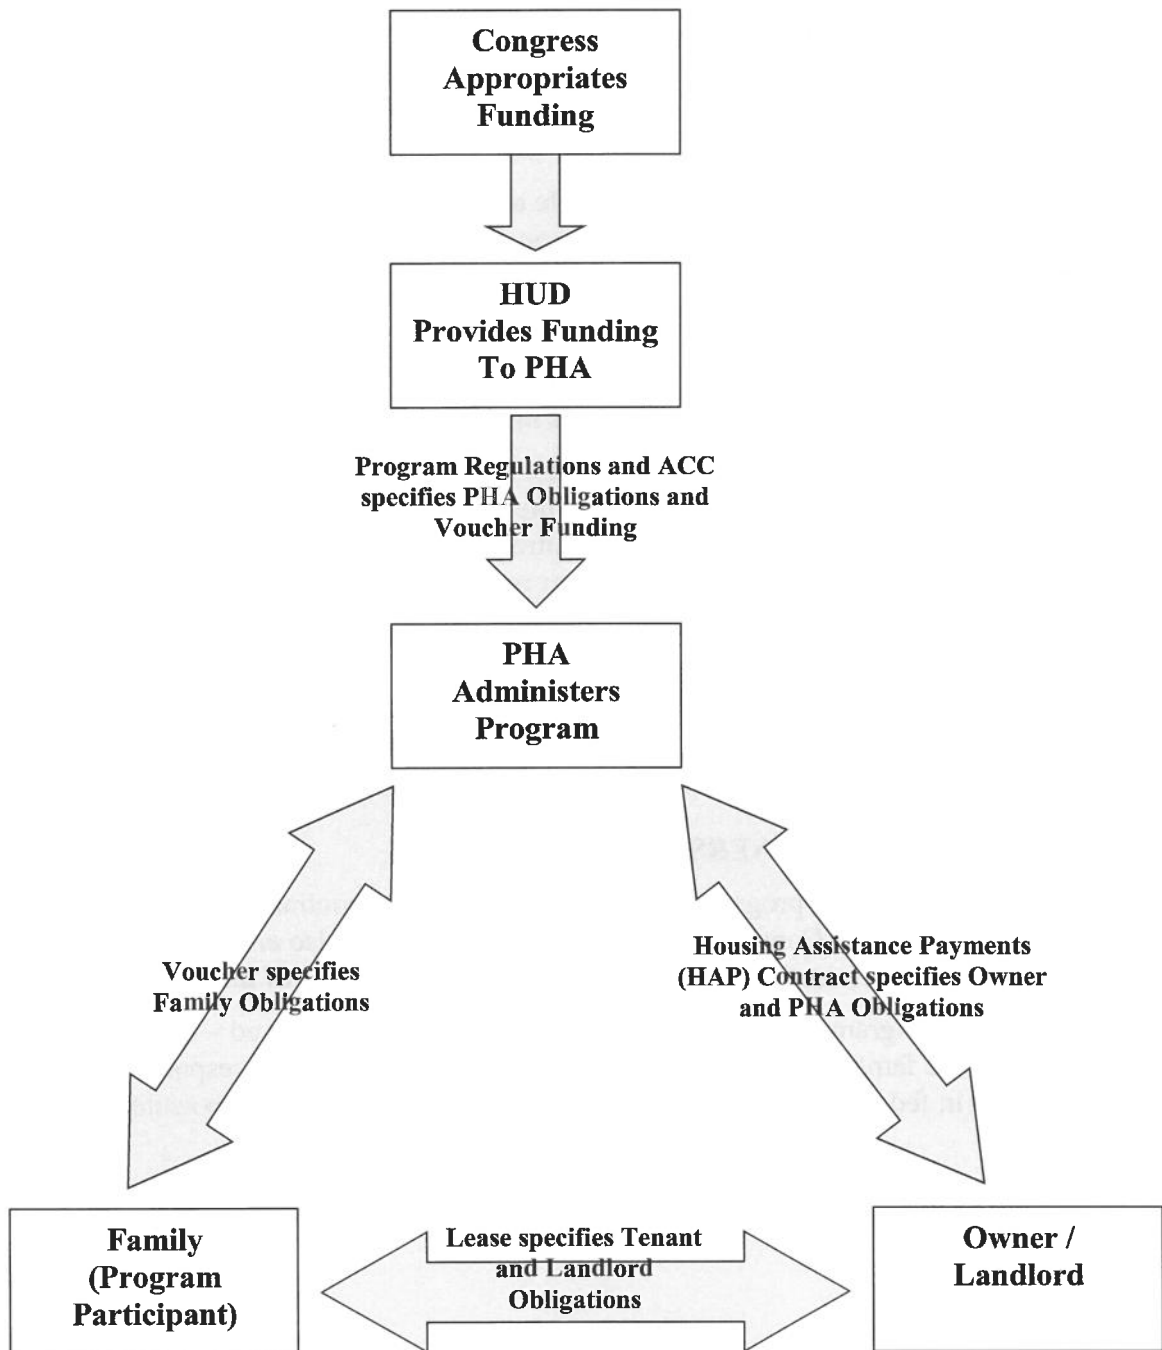 Congress
Appropriates
Funding
HUD
Provides Funding
To PHA
Program Regulations and ACC
specifies PHA Obligations and
Voucher Funding
PHA
Administers
Program
Voucher specifies
Family Obligations
Housing Assistance Payments
(HAP) Contract specifies Owner
and PHA Obligations
Family
(Program
Participant)
Lease specifies Tenant
and Landlord
Obligations
Owner /
Landlord